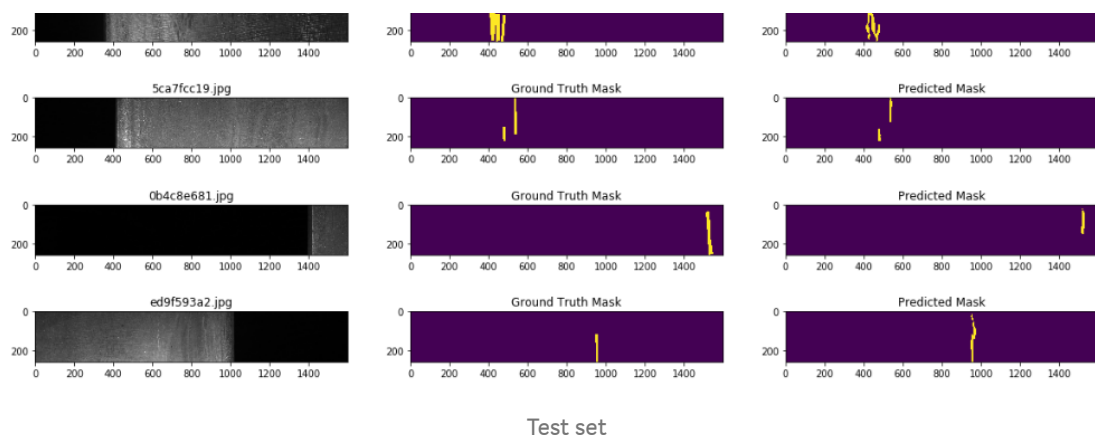 200 200 200
0 200 400 600 800 1000 1200 1400 0 200 400 600 800 1000 1200 1400 0 200 400 600 800 1000 1200 1400
5ca7fcc19.jpg Ground Truth Mask Predicted Mask
0 0 0
200 200 200
0 200 400 600 800 1000 1200 1400 0 200 400 600 800 1000 1200 1400 0 200 400 600 800 1000 1200 1400
0b4c8e681.jpg Ground Truth Mask Predicted Mask
0 0 0
200 200 200
0 200 400 600 800 1000 1200 1400 0 200 400 600 800 1000 1200 1400 0 200 400 600 800 1000 1200 1400
ed9f593a2.jpg Ground Truth Mask Predicted Mask
0 0 0
200 200 200
0 200 400 600 800 1000 1200 1400 0 200 400 600 800 1000 1200 1400 0 200 400 600 800 1000 1200 1400
Test set